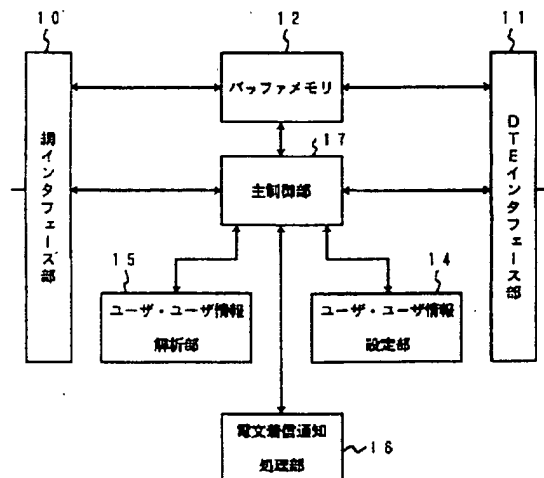 10
12
11
バッファメモリ
17
網インタフェーズ部
主制御部
DTEインタフェース部
15
14
ユーザ・ユーザ情報
解析部
ユーザ・ユーザ情報
設定部
電文着信通知
処理部
16